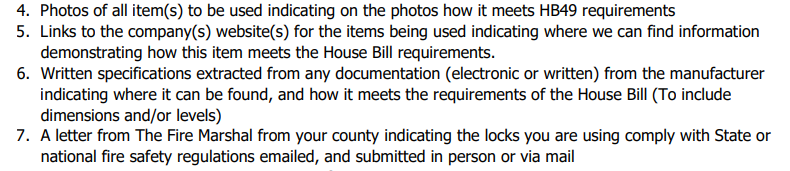 4. Photos of all item(s) to be used indicating on the photos how it meets HB49 requirements
5. Links to the company(s) website(s) for the items being used indicating where we can find information
demonstrating how this item meets the House Bill requirements.
6. Written specifications extracted from any documentation (electronic or written) from the manufacturer
indicating where it can be found, and how it meets the requirements of the House Bill (To include
dimensions and/or levels)
7. A letter from The Fire Marshal from your county indicating the locks you are using comply with State or
national fire safety regulations emailed, and submitted in person or via mail